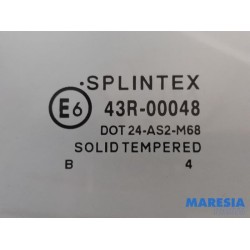 SPLINTEX
E6 43R-00048
DOT 24-AS2-M68
SOLID TEMPERED
B 4
MARESIA